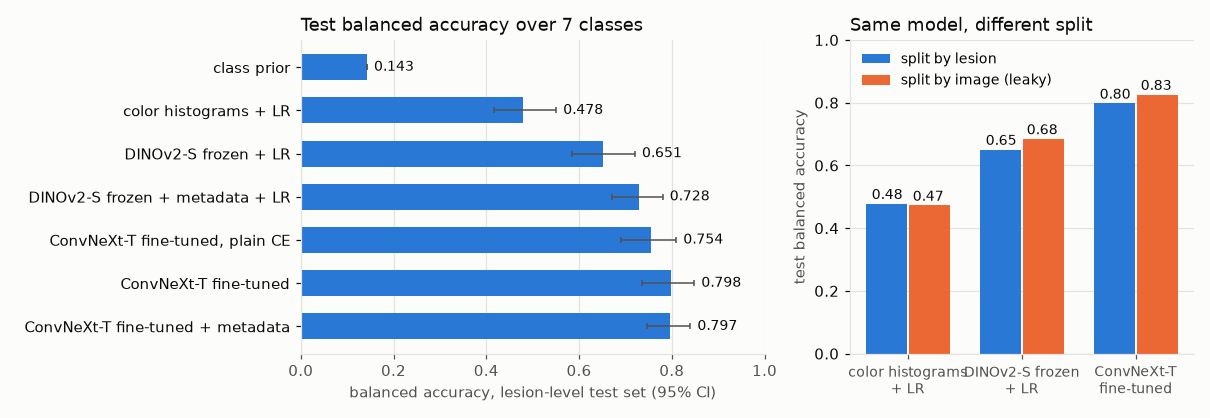 Test balanced accuracy over 7 classes
class prior
0.143
color histograms + LR
0.478
DINOv2-S frozen + LR
0.651
DINOv2-S frozen + metadata + LR
0.728
ConvNeXt-T fine-tuned, plain CE
0.754
ConvNeXt-T fine-tuned
0.798
ConvNeXt-T fine-tuned + metadata
0.797
0.0 0.2 0.4 0.6 0.8 1.0
balanced accuracy, lesion-level test set (95% CI)
Same model, different split
split by lesion
split by image (leaky)
test balanced accuracy
1.0
0.8
0.6
0.4
0.2
0.0
0.48 0.47
0.65 0.68
0.80 0.83
color histograms
+ LR
DINOv2-S frozen
+ LR
ConvNeXt-T
fine-tuned